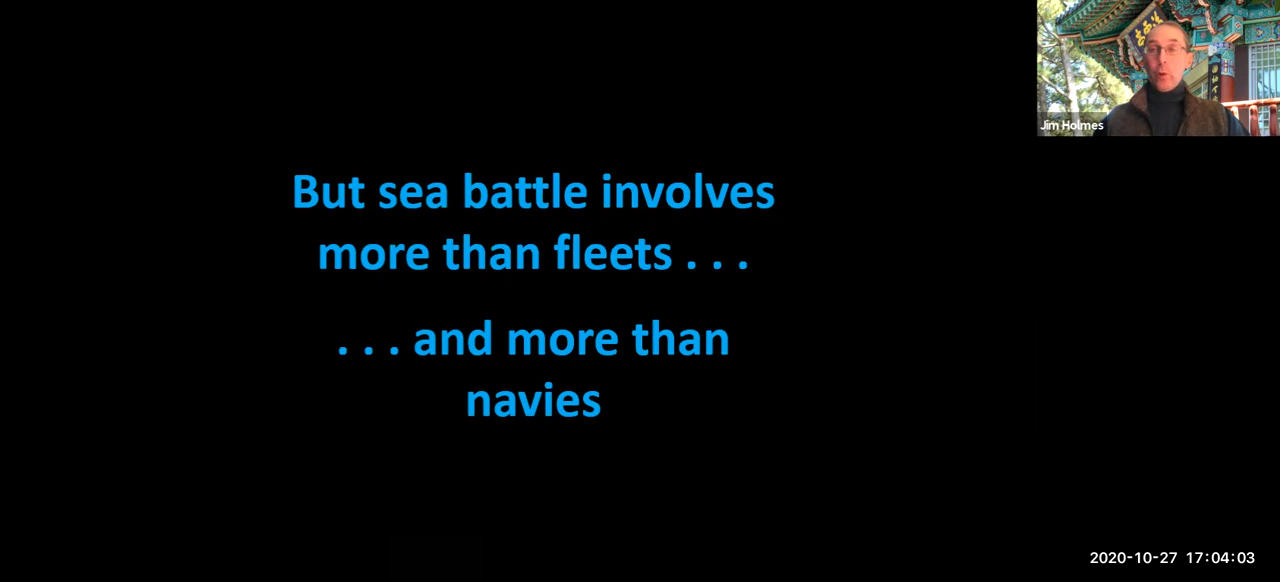 Jim Holmes
But sea battle involves
more than fleets . . .
. . . and more than
navies
2020-10-27 17:04:03